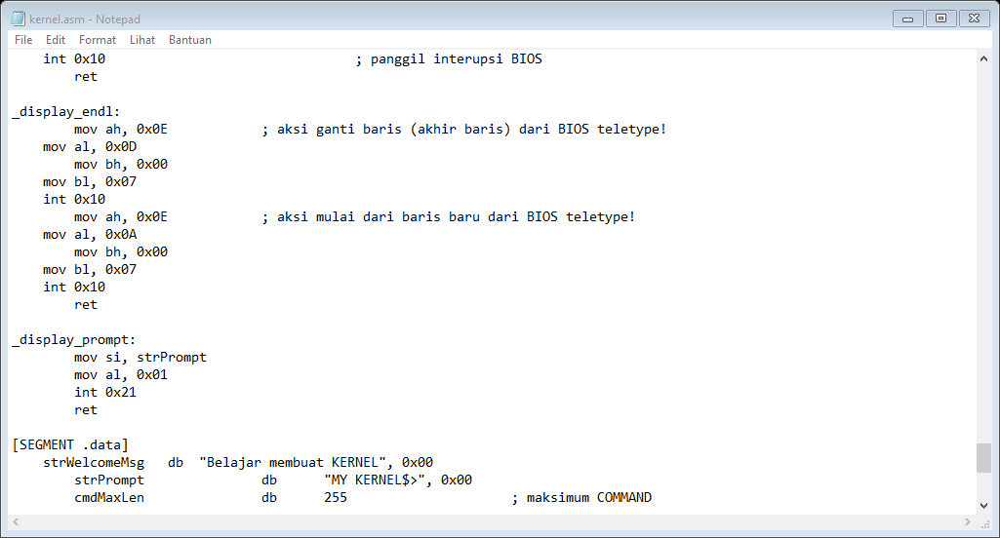 kernel.asm - Notepad
File Edit Format Lihat Bantuan
int 0x10 ; panggil interupsi BIOS
ret
_display_endl:
mov ah, 0x0E ; aksi ganti baris (akhir baris) dari BIOS teletype!
mov al, 0x0D
mov bh, 0x00
mov bl, 0x07
int 0x10
mov ah, 0x0E ; aksi mulai dari baris baru dari BIOS teletype!
mov al, 0x0A
mov bh, 0x00
mov bl, 0x07
int 0x10
ret
_display_prompt:
mov si, strPrompt
mov al, 0x01
int 0x21
ret
[SEGMENT .data]
strWelcomeMsg db "Belajar membuat KERNEL", 0x00
strPrompt db "MY KERNEL$>", 0x00
cmdMaxLen db 255 ; maksimum COMMAND